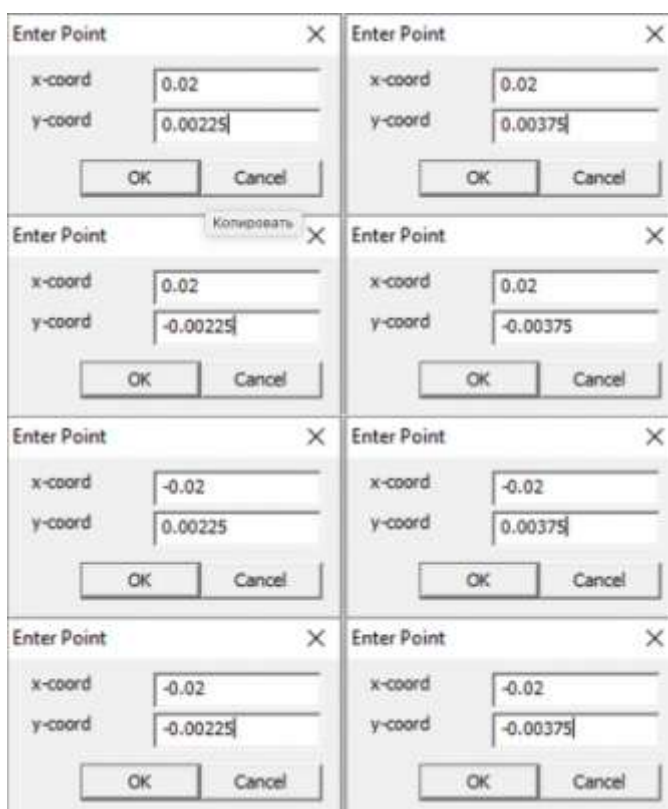 Enter Point
x-coord 0.02
y-coord 0.00225
OK Cancel
Enter Point
x-coord 0.02
y-coord 0.00375
OK Cancel
Копировать
Enter Point
x-coord 0.02
y-coord -0.00225
OK Cancel
Enter Point
x-coord 0.02
y-coord -0.00375
OK Cancel
Enter Point
x-coord -0.02
y-coord 0.00225
OK Cancel
Enter Point
x-coord -0.02
y-coord 0.00375
OK Cancel
Enter Point
x-coord -0.02
y-coord -0.00225
OK Cancel
Enter Point
x-coord -0.02
y-coord -0.00375
OK Cancel